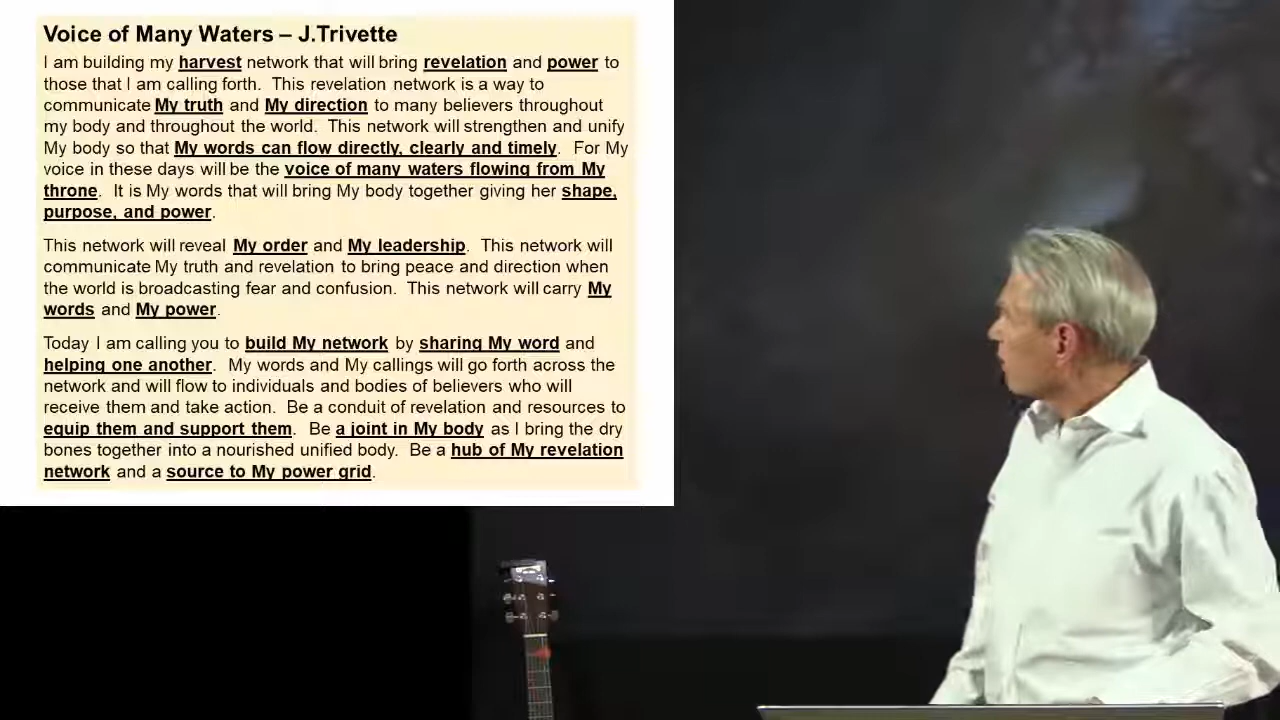 Voice of Many Waters – J.Trivette
I am building my harvest network that will bring revelation and power to
those that I am calling forth. This revelation network is a way to
communicate My truth and My direction to many believers throughout
my body and throughout the world. This network will strengthen and unify
My body so that My words can flow directly, clearly and timely. For My
voice in these days will be the voice of many waters flowing from My
throne. It is My words that will bring My body together giving her shape,
purpose, and power.
This network will reveal My order and My leadership. This network will
communicate My truth and revelation to bring peace and direction when
the world is broadcasting fear and confusion. This network will carry My
words and My power.
Today I am calling you to build My network by sharing My word and
helping one another. My words and My callings will go forth across the
network and will flow to individuals and bodies of believers who will
receive them and take action. Be a conduit of revelation and resources to
equip them and support them. Be a joint in My body as I bring the dry
bones together into a nourished unified body. Be a hub of My revelation
network and a source to My power grid.